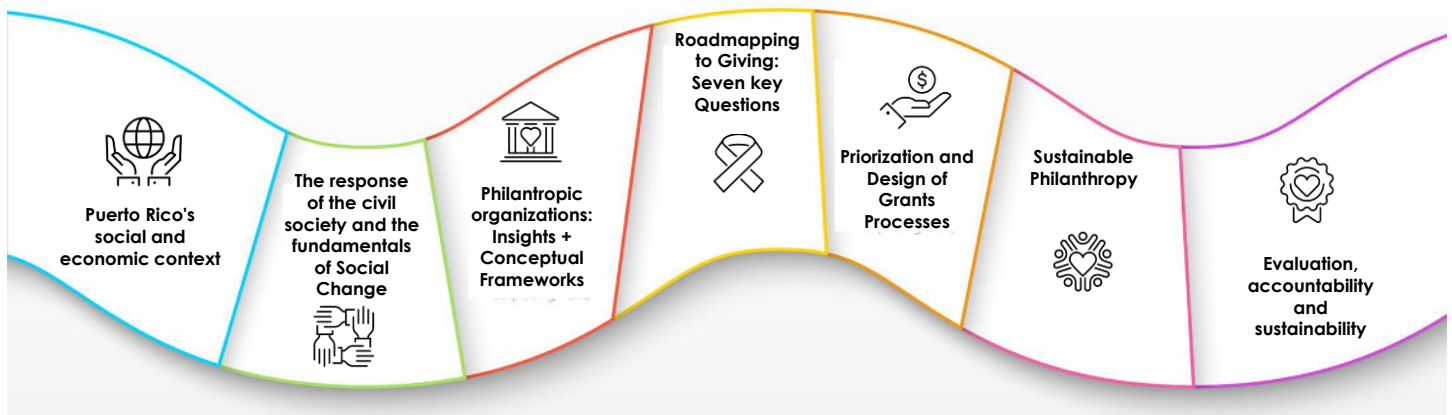 Puerto Rico's
social and
economic context
The response
of the civil
society and the
fundamentals
of Social
Change
Philantropic
organizations:
Insights +
Conceptual
Frameworks
Roadmapping
to Giving:
Seven key
Questions
$
Priorization and
Design of
Grants
Processes
Sustainable
Philanthropy
Evaluation,
accountability
and
sustainability